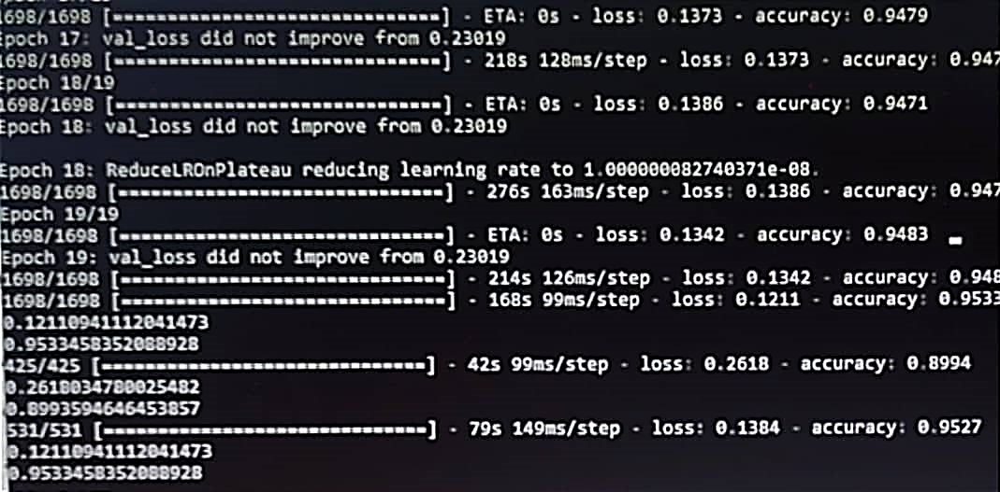 1698/1698 [==============================] - ETA: 0s - loss: 0.1373 - accuracy: 0.9479
Epoch 17: val_loss did not improve from 0.23019
1698/1698 [==============================] - 218s 128ms/step - loss: 0.1373 - accuracy: 0.947
Epoch 18/19
1698/1698 [==============================] - ETA: 0s - loss: 0.1386 - accuracy: 0.9471
Epoch 18: val_loss did not improve from 0.23019
Epoch 18: ReduceLROnPlateau reducing learning rate to 1.000000082740371e-08.
1698/1698 [==============================] - 276s 163ms/step - loss: 0.1386 - accuracy: 0.947
Epoch 19/19
1698/1698 [==============================] - ETA: 0s - loss: 0.1342 - accuracy: 0.9483
Epoch 19: val_loss did not improve from 0.23019
1698/1698 [==============================] - 214s 126ms/step - loss: 0.1342 - accuracy: 0.948
1698/1698 [==============================] - 168s 99ms/step - loss: 0.1211 - accuracy: 0.9533
0.12110941112041473
0.9533458352088928
425/425 [==============================] - 42s 99ms/step - loss: 0.2618 - accuracy: 0.8994
0.2618034780025482
0.8993594646453857
531/531 [==============================] - 79s 149ms/step - loss: 0.1384 - accuracy: 0.9527
0.12110941112041473
0.9533458352088928